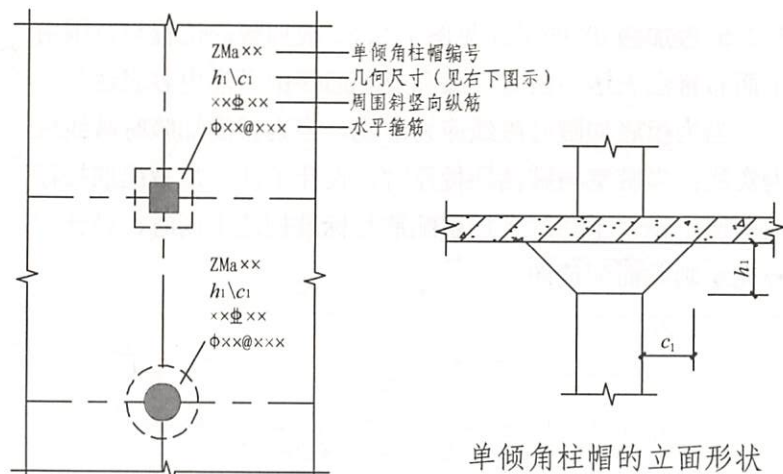 ZMa×× 单倾角柱帽编号
h₁\c₁ 几何尺寸(见右下图示)
××⌽×× 周围斜竖向纵筋
ϕ××@××× 水平箍筋
ZMa××
h₁\c₁
××⌽××
ϕ××@×××
h₁
c₁
单倾角柱帽的立面形状